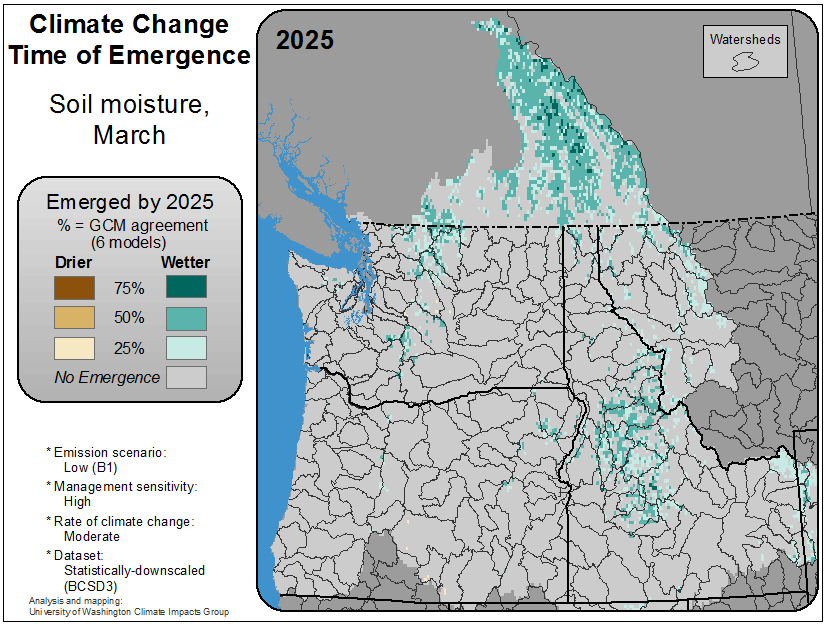 Climate Change
Time of Emergence
Soil moisture,
March
Emerged by 2025
% = GCM agreement
(6 models)
Drier Wetter
75%
50%
25%
No Emergence
* Emission scenario:
Low (B1)
* Management sensitivity:
High
* Rate of climate change:
Moderate
* Dataset:
Statistically-downscaled
(BCSD3)
Analysis and mapping:
University of Washington Climate Impacts Group
2025
Watersheds